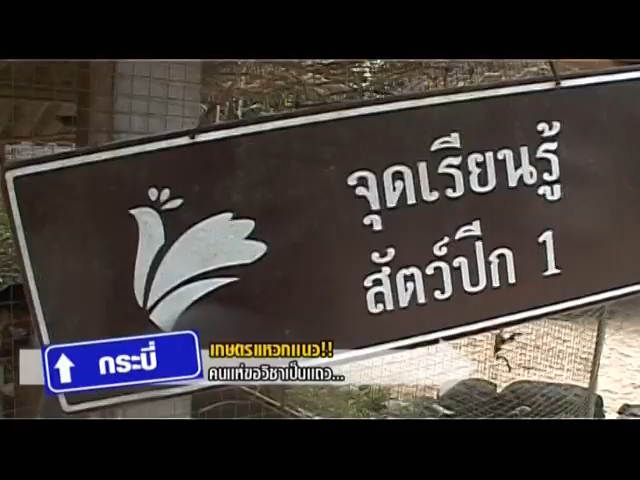 จุดเรียนรู้
สัตว์ปีก 1
กระบี่
เกษตรแหวกแนว!!
คนแห่ขอวิชาเป็นแถว...